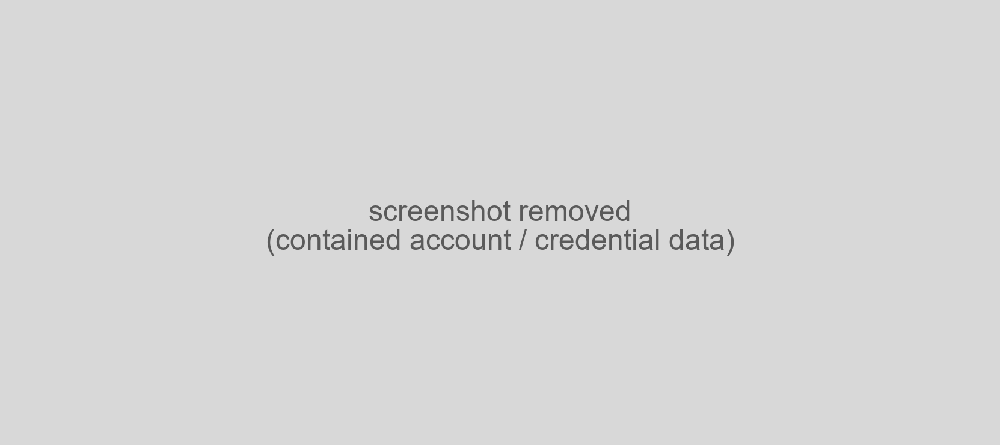 screenshot removed
(contained account / credential data)